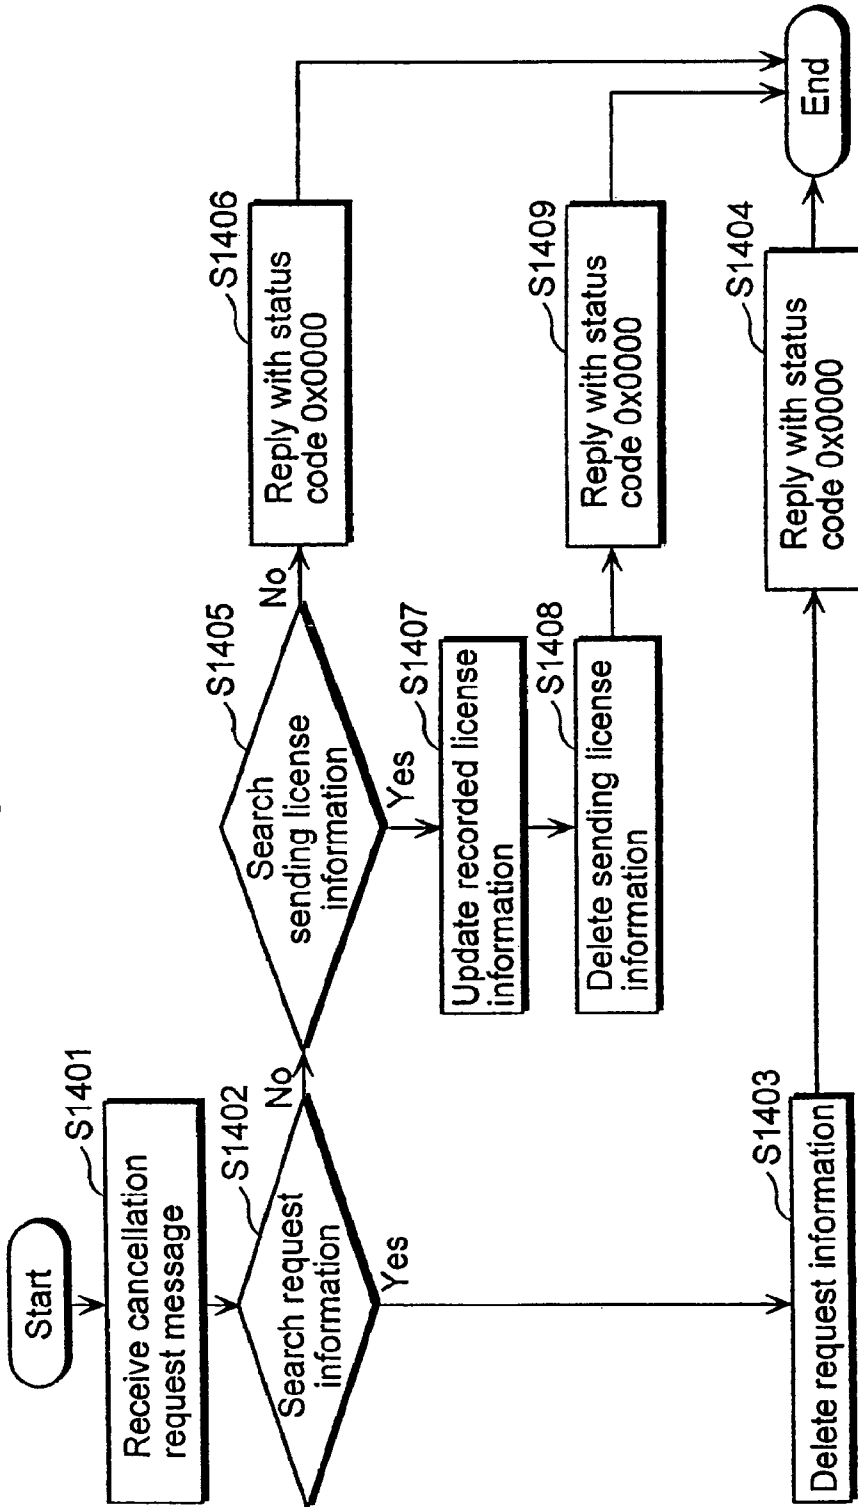 Start
S1401
Receive cancellation
request message
S1402
Search request
information
No
Yes
S1403
Delete request information
S1404
Reply with status
code 0x0000
S1405
Search
sending license
information
No
Yes
S1406
Reply with status
code 0x0000
S1407
Update recorded license
information
S1408
Delete sending license
information
S1409
Reply with status
code 0x0000
End